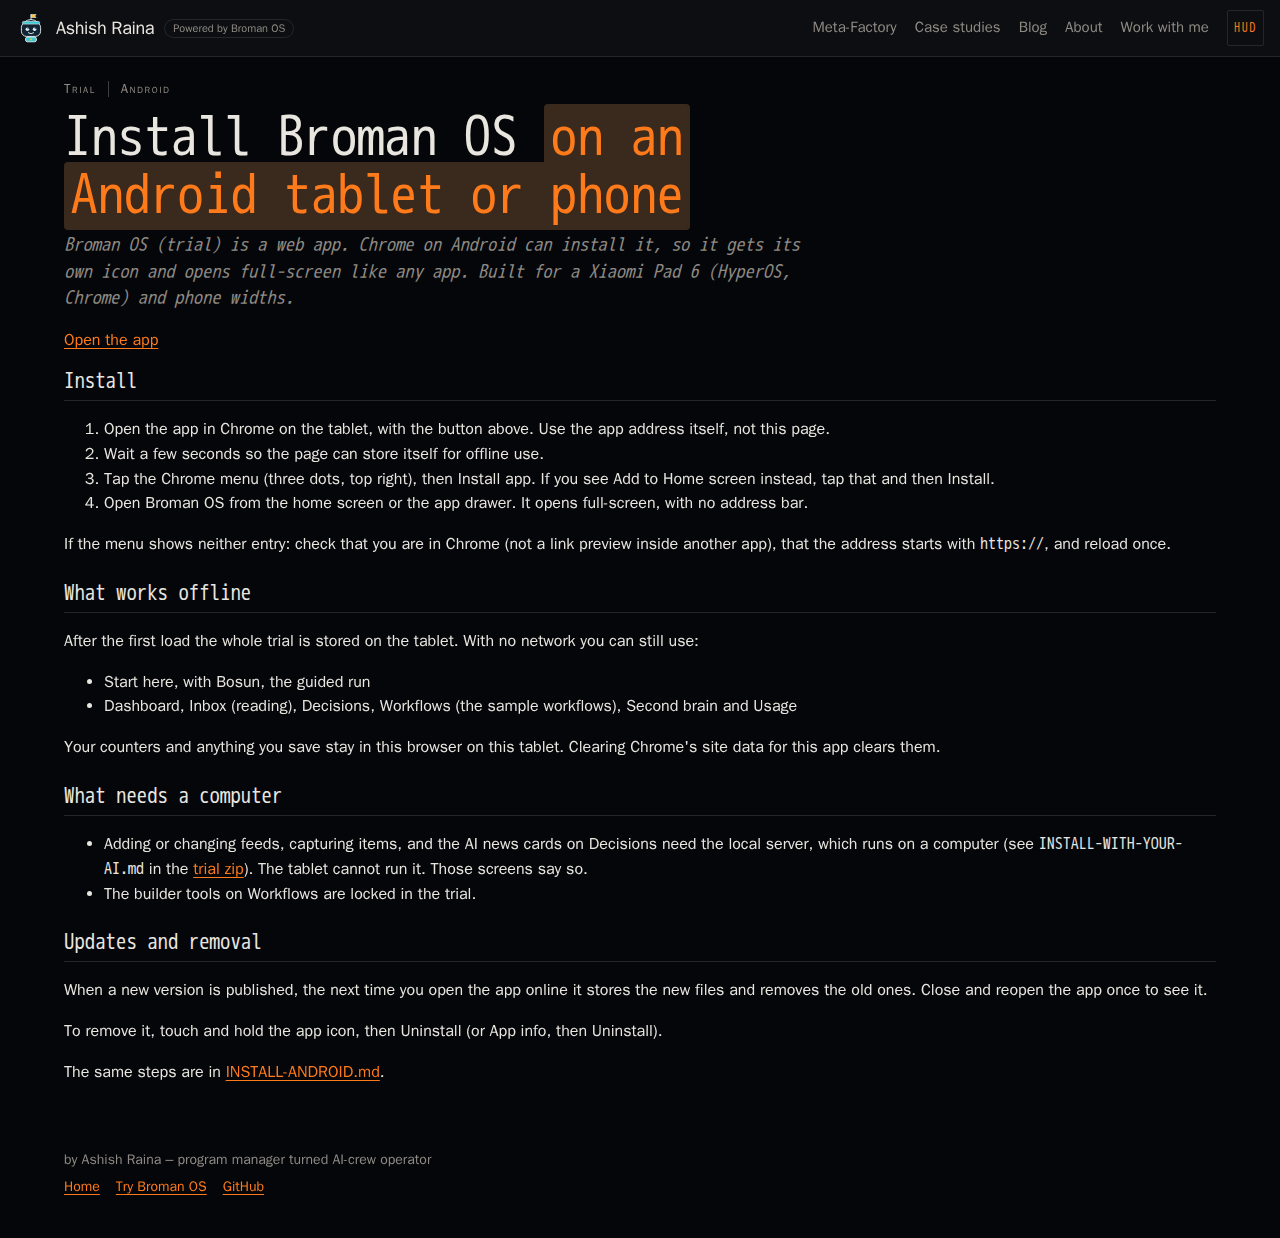 Ashish Raina
Powered by Broman OS
Meta-Factory
Case studies
Blog
About
Work with me
HUD
Trial
Android
Install Broman OS on an
Android tablet or phone
Broman OS (trial) is a web app. Chrome on Android can install it, so it gets its
own icon and opens full-screen like any app. Built for a Xiaomi Pad 6 (HyperOS,
Chrome) and phone widths.
Open the app
Install
1. Open the app in Chrome on the tablet, with the button above. Use the app address itself, not this page.
2. Wait a few seconds so the page can store itself for offline use.
3. Tap the Chrome menu (three dots, top right), then Install app. If you see Add to Home screen instead, tap that and then Install.
4. Open Broman OS from the home screen or the app drawer. It opens full-screen, with no address bar.
If the menu shows neither entry: check that you are in Chrome (not a link preview inside another app), that the address starts with https://, and reload once.
What works offline
After the first load the whole trial is stored on the tablet. With no network you can still use:
• Start here, with Bosun, the guided run
• Dashboard, Inbox (reading), Decisions, Workflows (the sample workflows), Second brain and Usage
Your counters and anything you save stay in this browser on this tablet. Clearing Chrome's site data for this app clears them.
What needs a computer
• Adding or changing feeds, capturing items, and the AI news cards on Decisions need the local server, which runs on a computer (see INSTALL-WITH-YOUR-
AI.md in the trial zip). The tablet cannot run it. Those screens say so.
• The builder tools on Workflows are locked in the trial.
Updates and removal
When a new version is published, the next time you open the app online it stores the new files and removes the old ones. Close and reopen the app once to see it.
To remove it, touch and hold the app icon, then Uninstall (or App info, then Uninstall).
The same steps are in INSTALL-ANDROID.md.
by Ashish Raina – program manager turned AI-crew operator
Home
Try Broman OS
GitHub